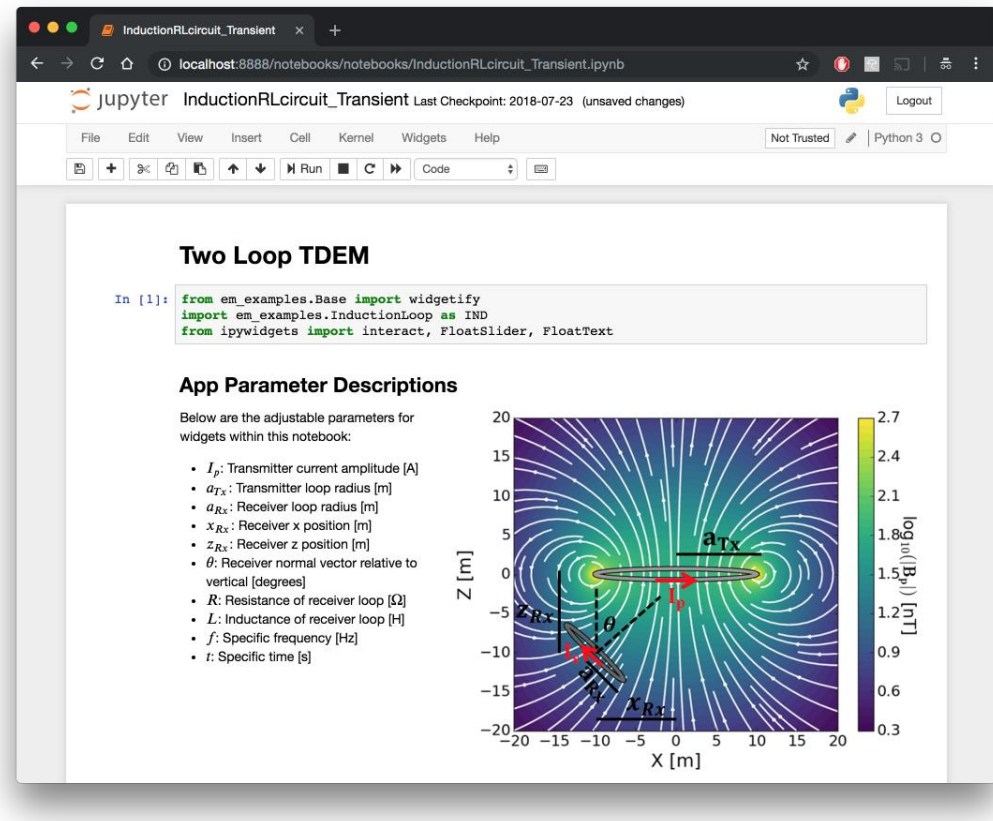 InductionRLcircuit_Transient
localhost:8888/notebooks/notebooks/InductionRLcircuit_Transient.ipynb
jupyter InductionRLcircuit_Transient Last Checkpoint: 2018-07-23 (unsaved changes)
Logout
File Edit View Insert Cell Kernel Widgets Help
Not Trusted Python 3
Run Code
Two Loop TDEM
In [1]: from em_examples.Base import widgetify
import em_examples.InductionLoop as IND
from ipywidgets import interact, FloatSlider, FloatText
App Parameter Descriptions
Below are the adjustable parameters for
widgets within this notebook:
• I_p: Transmitter current amplitude [A]
• a_Tx: Transmitter loop radius [m]
• a_Rx: Receiver loop radius [m]
• x_Rx: Receiver x position [m]
• z_Rx: Receiver z position [m]
• θ: Receiver normal vector relative to
vertical [degrees]
• R: Resistance of receiver loop [Ω]
• L: Inductance of receiver loop [H]
• f: Specific frequency [Hz]
• t: Specific time [s]
20
15
10
5
0
−5
−10
−15
−20
Z [m]
−20 −15 −10 −5 0 5 10 15 20
X [m]
a_Tx
I_p
z_Rx
θ
a_Rx
x_Rx
2.7
2.4
2.1
1.8
1.5
1.2
0.9
0.6
0.3
log10(|B_p|) [nT]